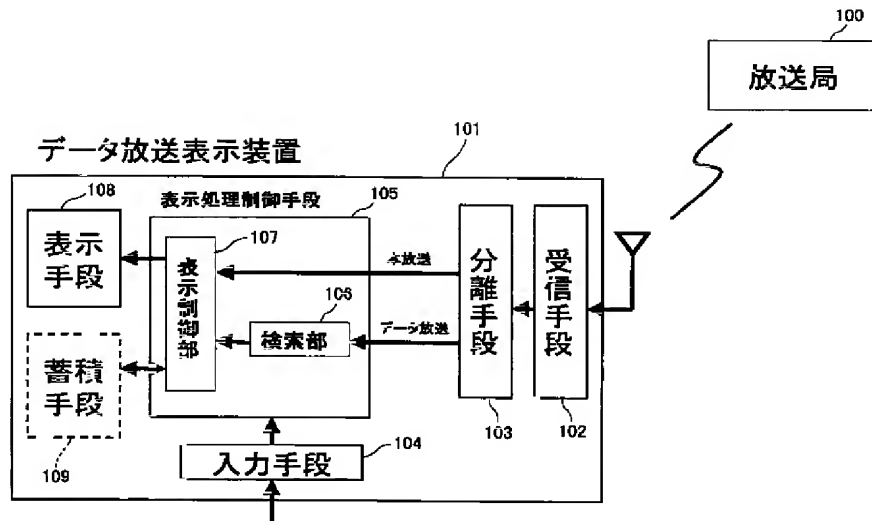 100
放送局
データ放送表示装置
101
108
表示処理制御手段
105
表示
手段
107
表示制御部
本放送
106
検索部
データ放送
分離手段
受信手段
蓄積
手段
109
103
102
104
入力手段